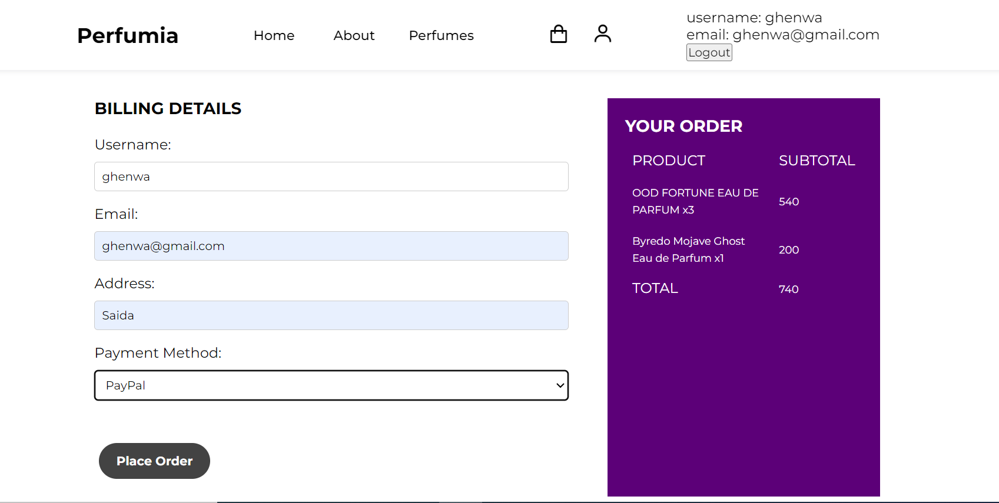 Perfumia
Home
About
Perfumes
username: ghenwa
email: ghenwa@gmail.com
Logout
BILLING DETAILS
Username:
ghenwa
Email:
ghenwa@gmail.com
Address:
Saida
Payment Method:
PayPal
Place Order
YOUR ORDER
PRODUCT SUBTOTAL
OOD FORTUNE EAU DE
PARFUM x3
540
Byredo Mojave Ghost
Eau de Parfum x1
200
TOTAL 740